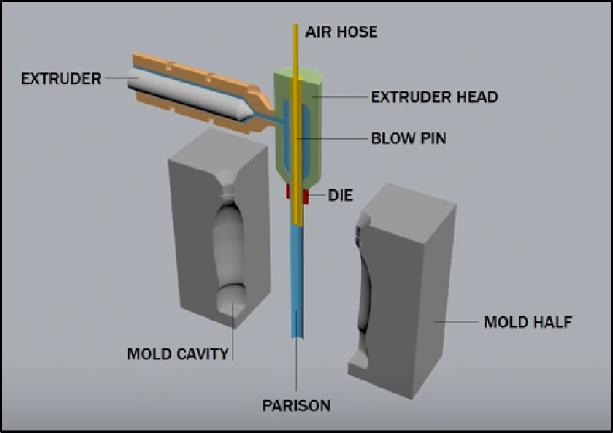 AIR HOSE
EXTRUDER
EXTRUDER HEAD
BLOW PIN
DIE
MOLD HALF
MOLD CAVITY
PARISON